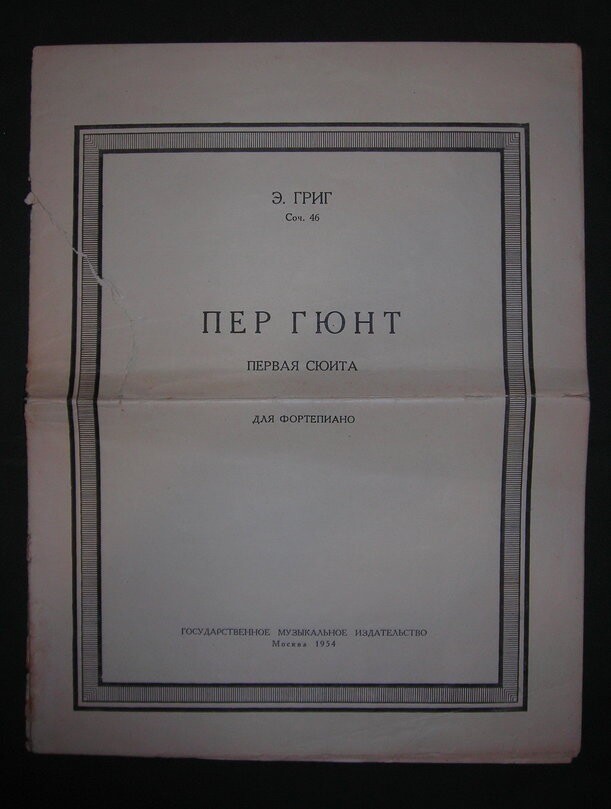 Э. ГРИГ
Соч. 46
ПЕР ГЮНТ
ПЕРВАЯ СЮИТА
ДЛЯ ФОРТЕПИАНО
ГОСУДАРСТВЕННОЕ МУЗЫКАЛЬНОЕ ИЗДАТЕЛЬСТВО
Москва 1954